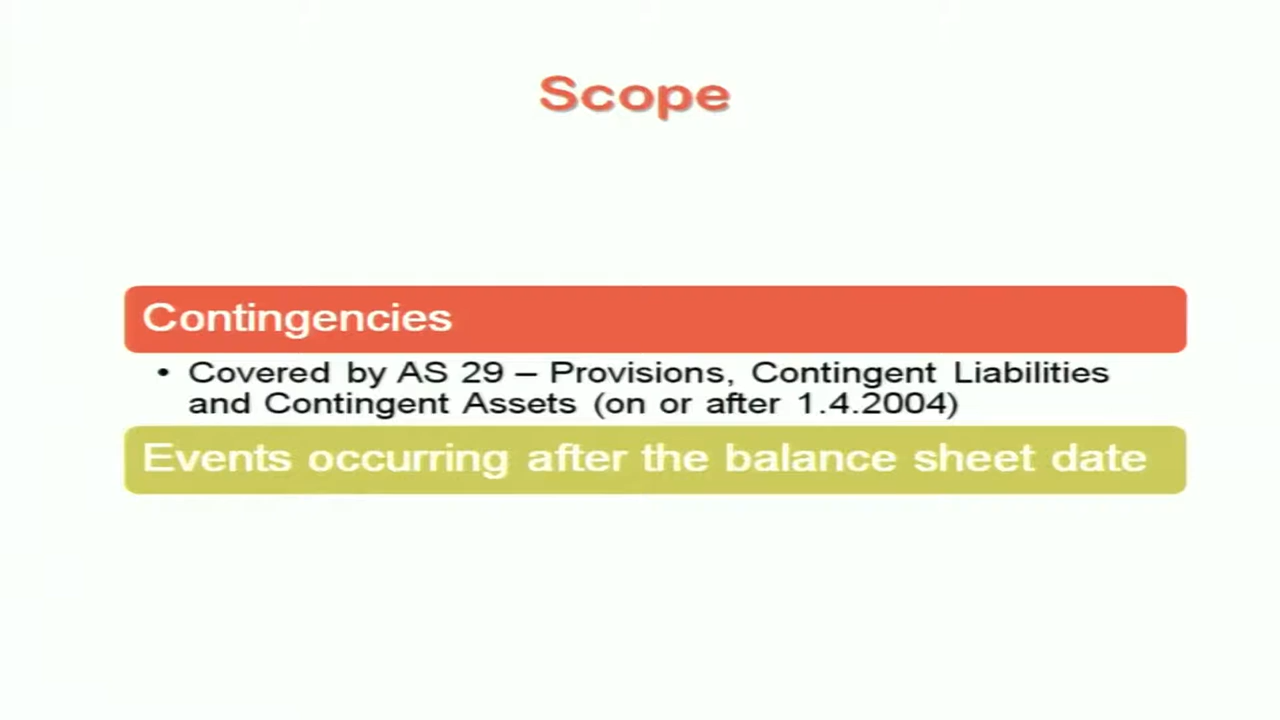 Scope
Contingencies
• Covered by AS 29 – Provisions, Contingent Liabilities
and Contingent Assets (on or after 1.4.2004)
Events occurring after the balance sheet date